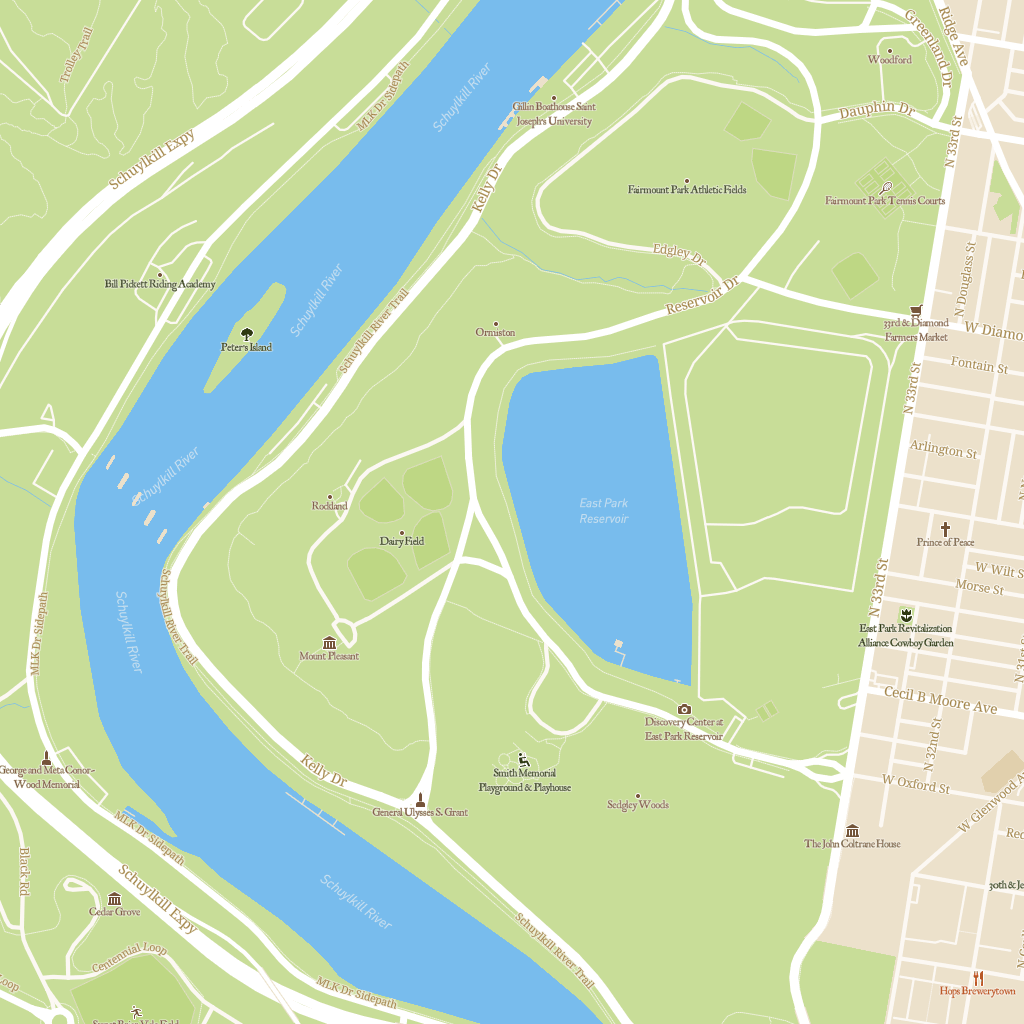 Trolley Trail
Schuylkill Expy
MLK Dr Sidepath
Schuylkill River
Gillin Boathouse Saint
Joseph's University
Kelly Dr
Greenland Dr
Ridge Ave
Woodford
Dauphin Dr
N 33rd St
Fairmount Park Athletic Fields
Fairmount Park Tennis Courts
Edgley Dr
Reservoir Dr
N Douglass St
Bill Pickett Riding Academy
Schuylkill River
Peter's Island
Schuylkill River Trail
Ormiston
33rd & Diamond
Farmers Market
W Diamo
Fontain St
N 33rd St
Arlington St
Schuylkill River
Rockland
East Park
Reservoir
Dairy Field
Prince of Peace
W Wilt S
Morse St
N 33rd St
East Park Revitalization
Alliance Cowboy Garden
MLK Dr Sidepath
Schuylkill River
Schuylkill River Trail
Mount Pleasant
N 31st S
Cecil B Moore Ave
Discovery Center at
East Park Reservoir
N 32nd St
George and Meta Conor-
Wood Memorial
Kelly Dr
Smith Memorial
Playground & Playhouse
General Ulysses S. Grant
Sedgley Woods
W Oxford St
W Glenwood A
The John Coltrane House
Rec
MLK Dr Sidepath
Black Rd
Schuylkill Expy
Cedar Grove
Schuylkill River
30th & Je
Schuylkill River Trail
Centennial Loop
Loop
MLK Dr Sidepath
Hops Brewerytown